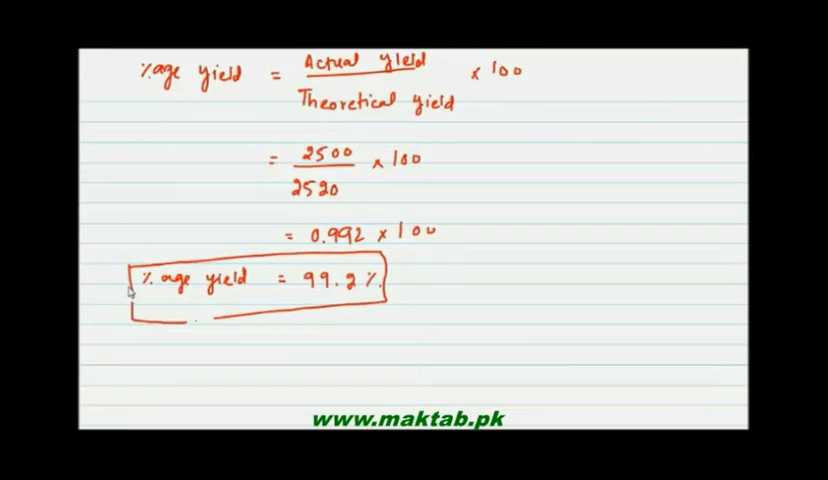 %age yield = Actual yield × 100
Theoretical yield
= 2500 × 100
2520
= 0.992 × 100
% age yield = 99.2 %.
www.maktab.pk